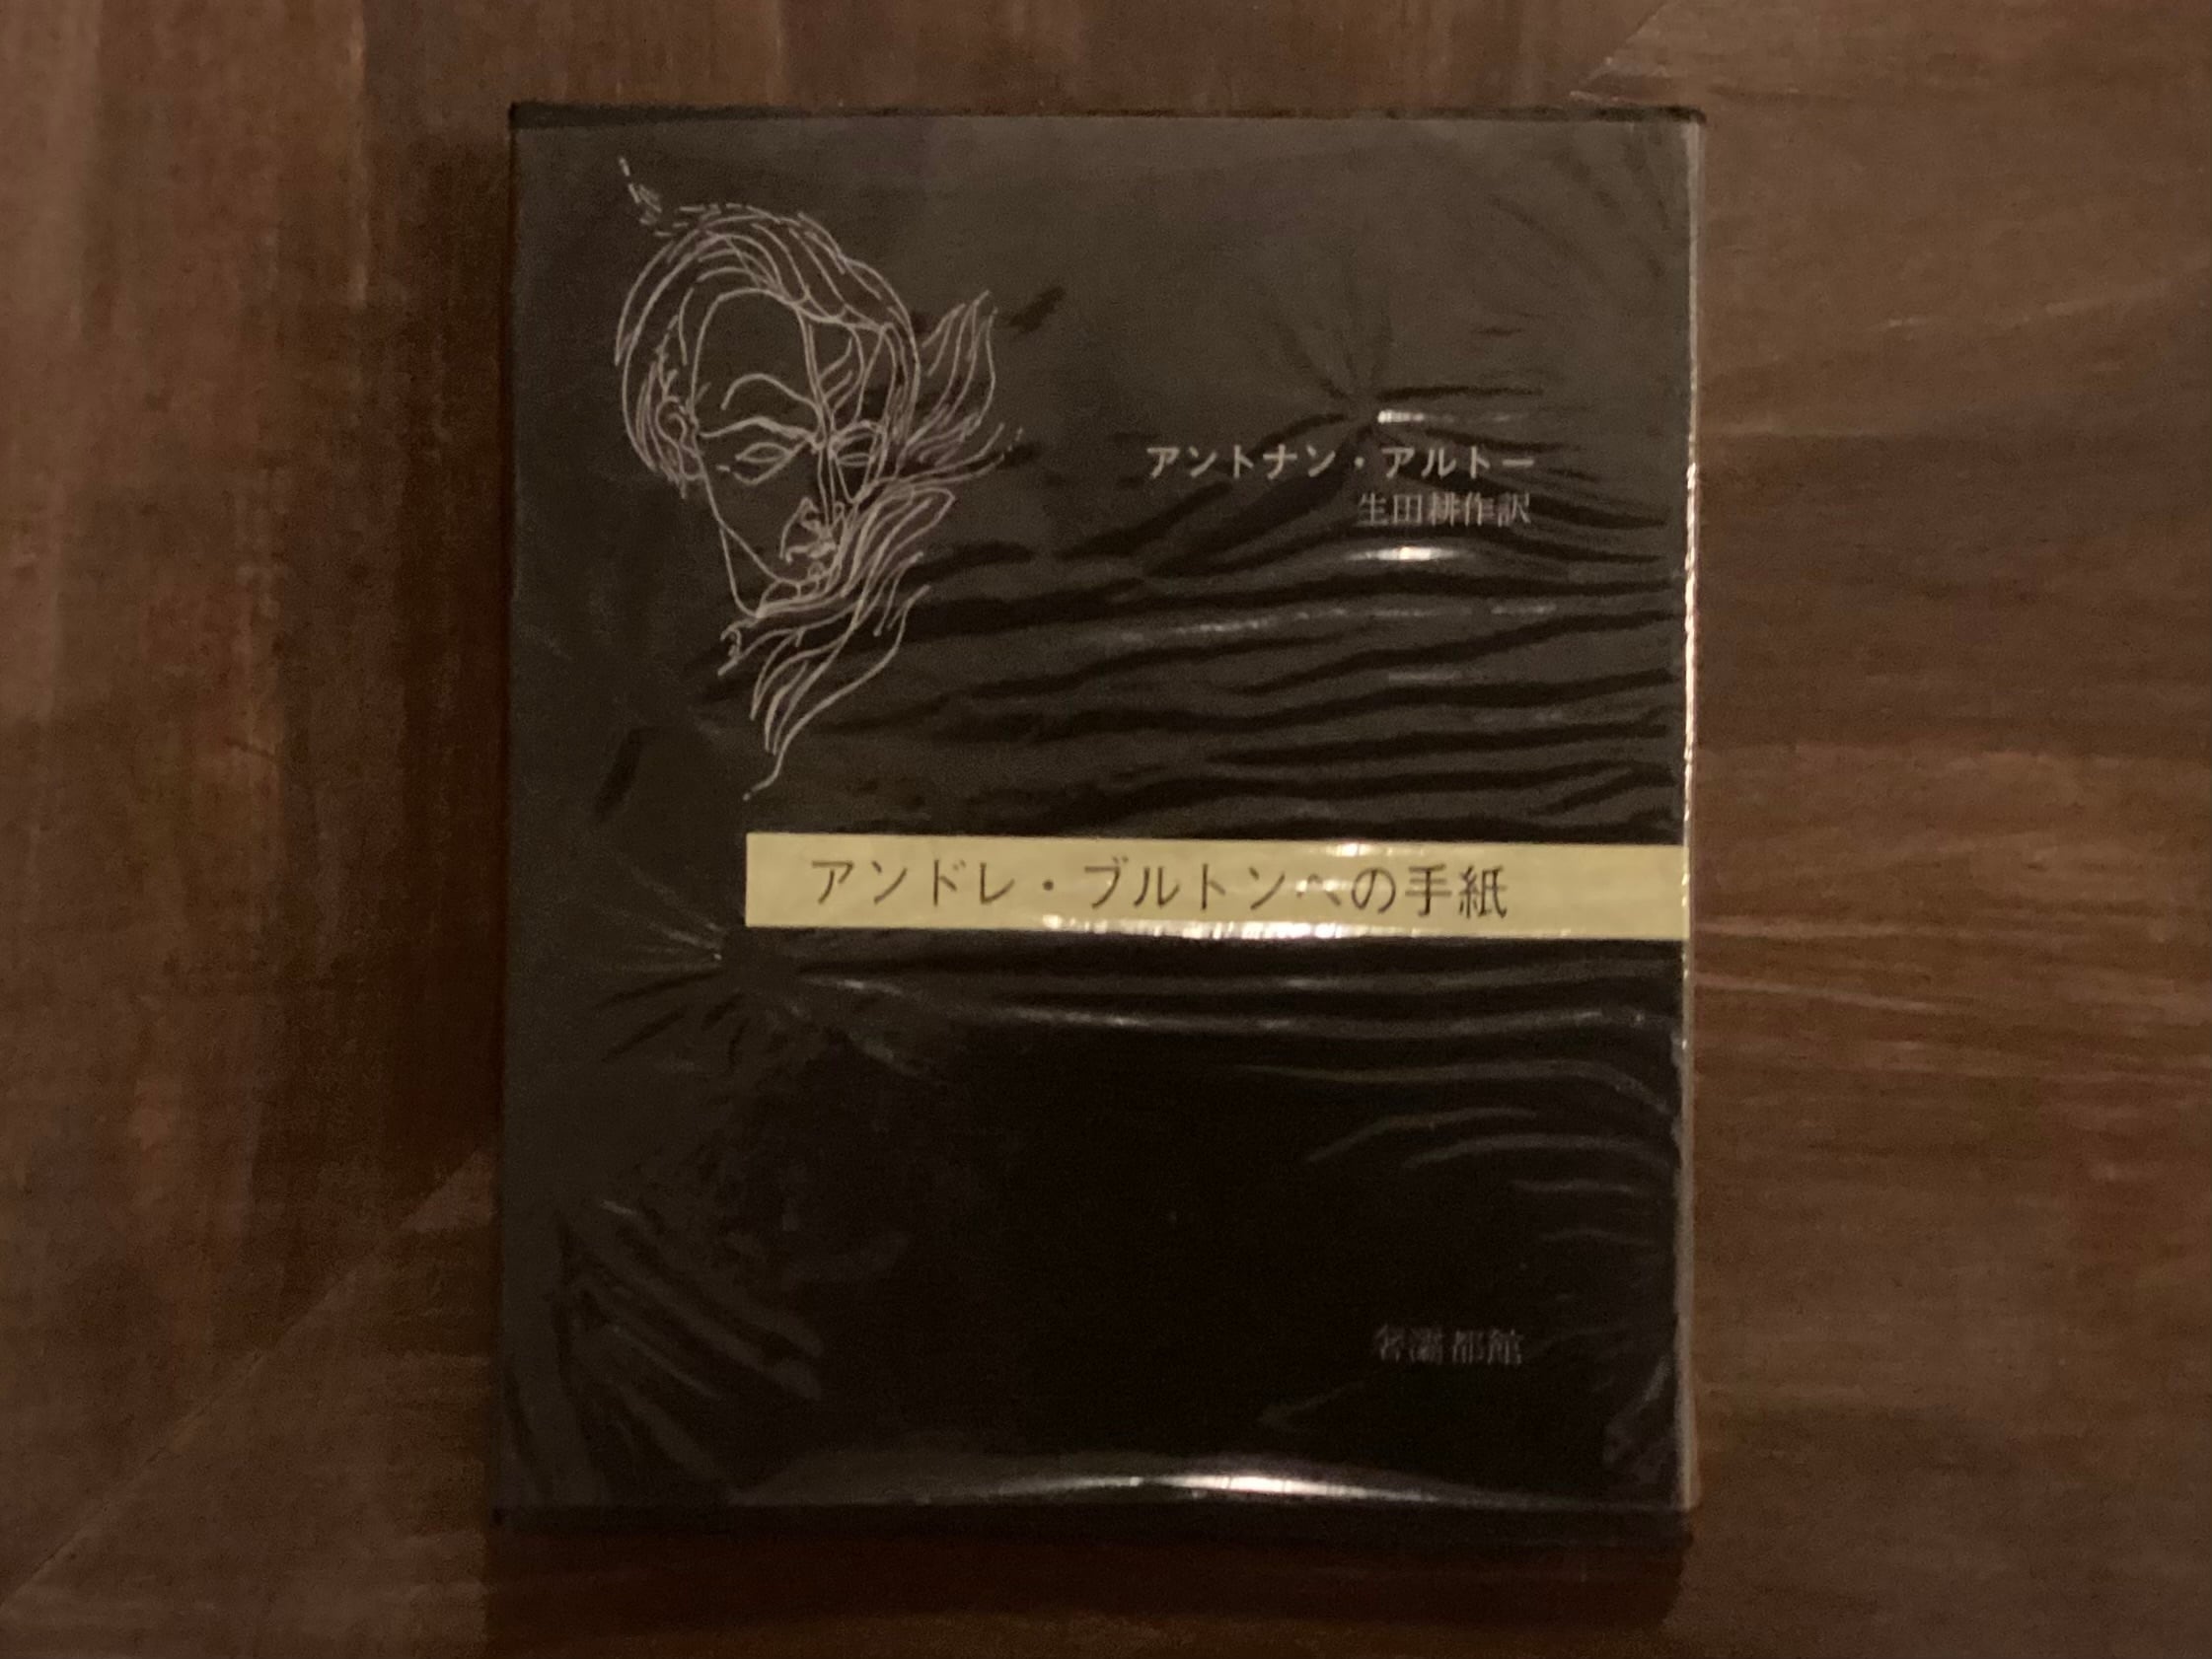 アントナン・アルトー
生田耕作訳
アンドレ・ブルトンへの手紙
奢灞都館